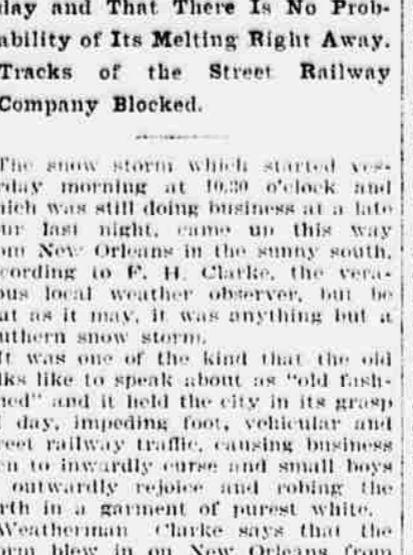 day and That There Is No Prob-
ability of Its Melting Right Away.
Tracks of the Street Railway
Company Blocked.
The snow storm which started yes-
rday morning at 10.30 o'clock and
hich was still doing business at a late
ur last night, came up this way
om New Orleans in the sunny south,
cording to F. H. Clarke, the vera-
ous local weather observer, but be
at as it may, it was anything but a
uthern snow storm.
It was one of the kind that the old
lks like to speak about as "old fash-
ned" and it held the city in its grasp
l day, impeding foot, vehicular and
reet railway traffic, causing business
en to inwardly curse and small boys
outwardly rejoice and robing the
rth in a garment of purest white.
Weatherman Clarke says that the
orm blew in on New Orleans from